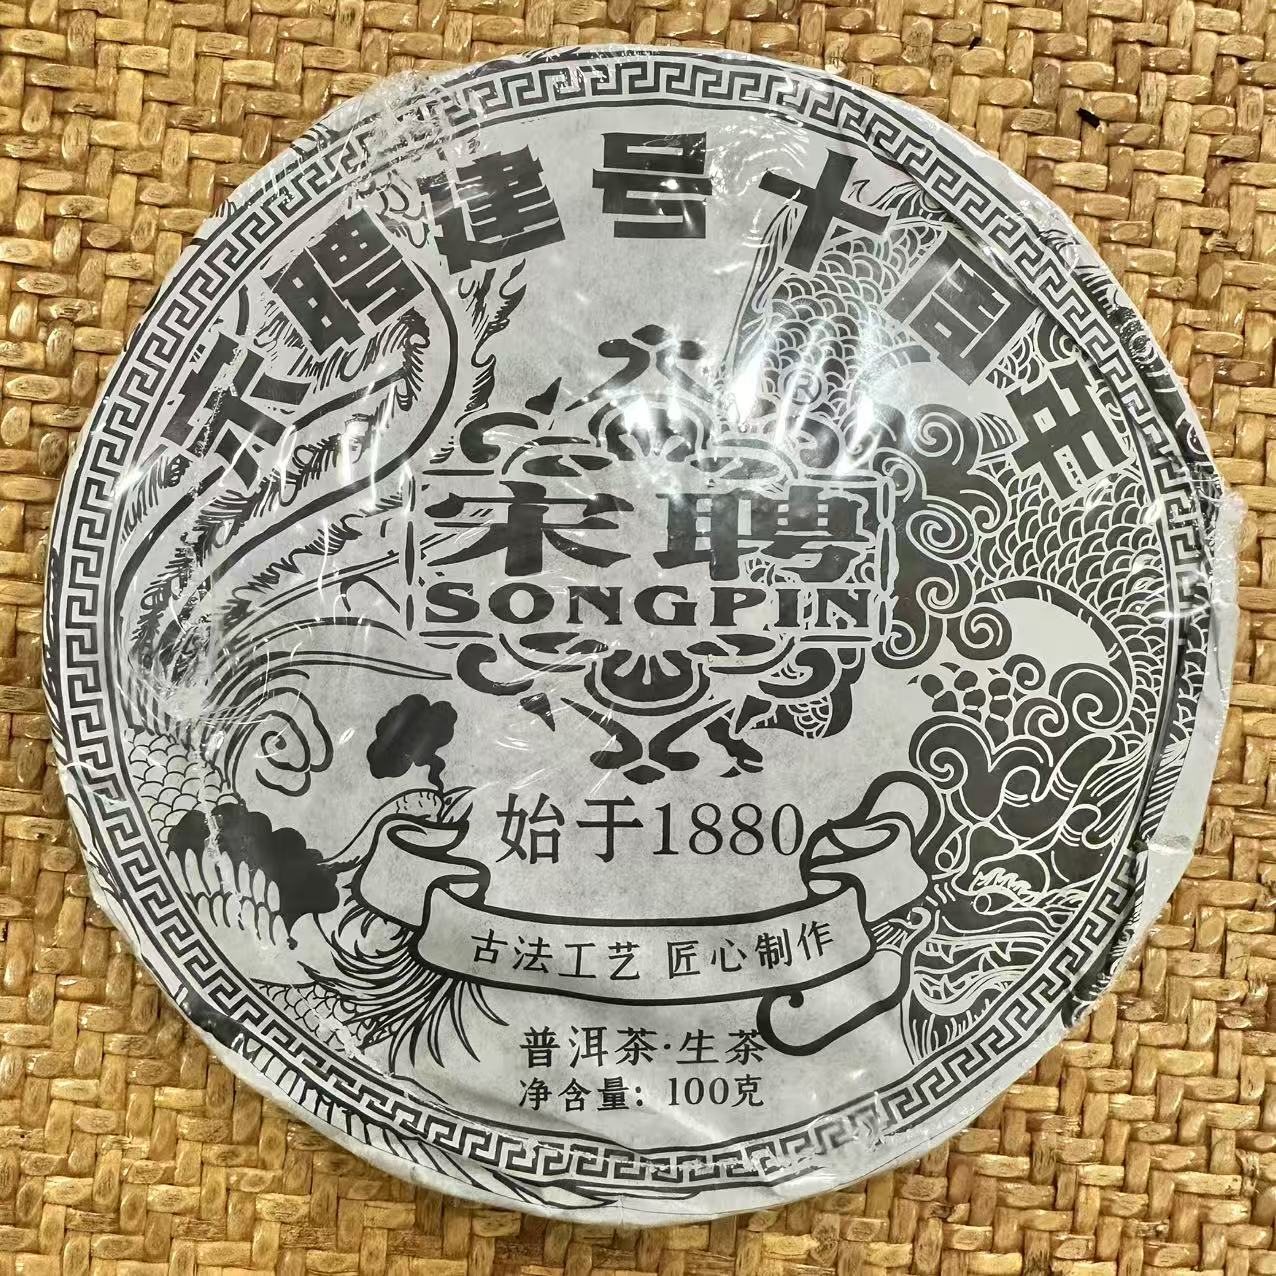 宋聘建号十周年
®
宋聘
SONGPIN
始于1880
古法工艺 匠心制作
普洱茶·生茶
净含量：100克